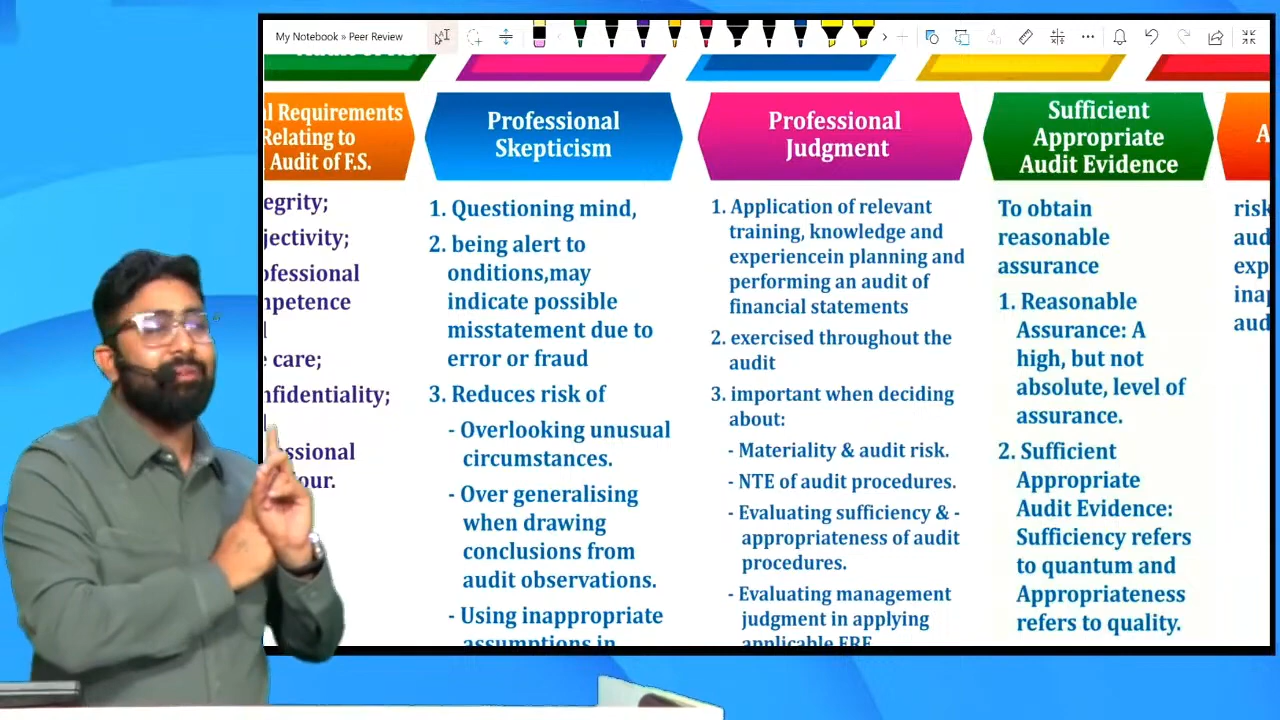 My Notebook » Peer Review
Requirements
Relating to
Audit of F.S.
egrity;
jectivity;
ofessional
mpetence
care;
nfidentiality;
essional
our.
Professional
Skepticism
1. Questioning mind,
2. being alert to
onditions,may
indicate possible
misstatement due to
error or fraud
3. Reduces risk of
- Overlooking unusual
circumstances.
- Over generalising
when drawing
conclusions from
audit observations.
- Using inappropriate
assumptions in
Professional
Judgment
1. Application of relevant
training, knowledge and
experiencein planning and
performing an audit of
financial statements
2. exercised throughout the
audit
3. important when deciding
about:
- Materiality & audit risk.
- NTE of audit procedures.
- Evaluating sufficiency & -
appropriateness of audit
procedures.
- Evaluating management
judgment in applying
applicable FRF
Sufficient
Appropriate
Audit Evidence
To obtain
reasonable
assurance
1. Reasonable
Assurance: A
high, but not
absolute, level of
assurance.
2. Sufficient
Appropriate
Audit Evidence:
Sufficiency refers
to quantum and
Appropriateness
refers to quality.
A
risk
aud
exp
ina
aud